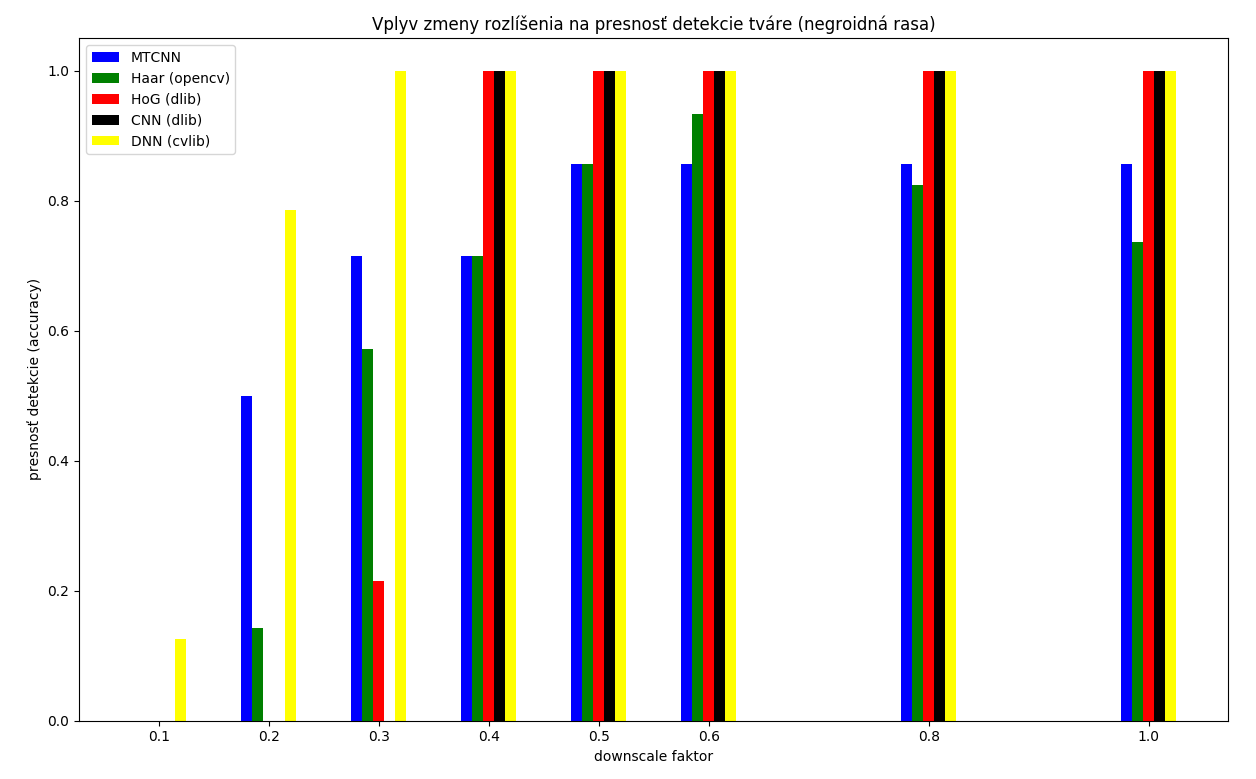 Vplyv zmeny rozlíšenia na presnosť detekcie tváre (negroidná rasa)
MTCNN
Haar (opencv)
HoG (dlib)
CNN (dlib)
DNN (cvlib)
presnosť detekcie (accuracy)
1.0
0.8
0.6
0.4
0.2
0.0
0.1 0.2 0.3 0.4 0.5 0.6 0.8 1.0
downscale faktor